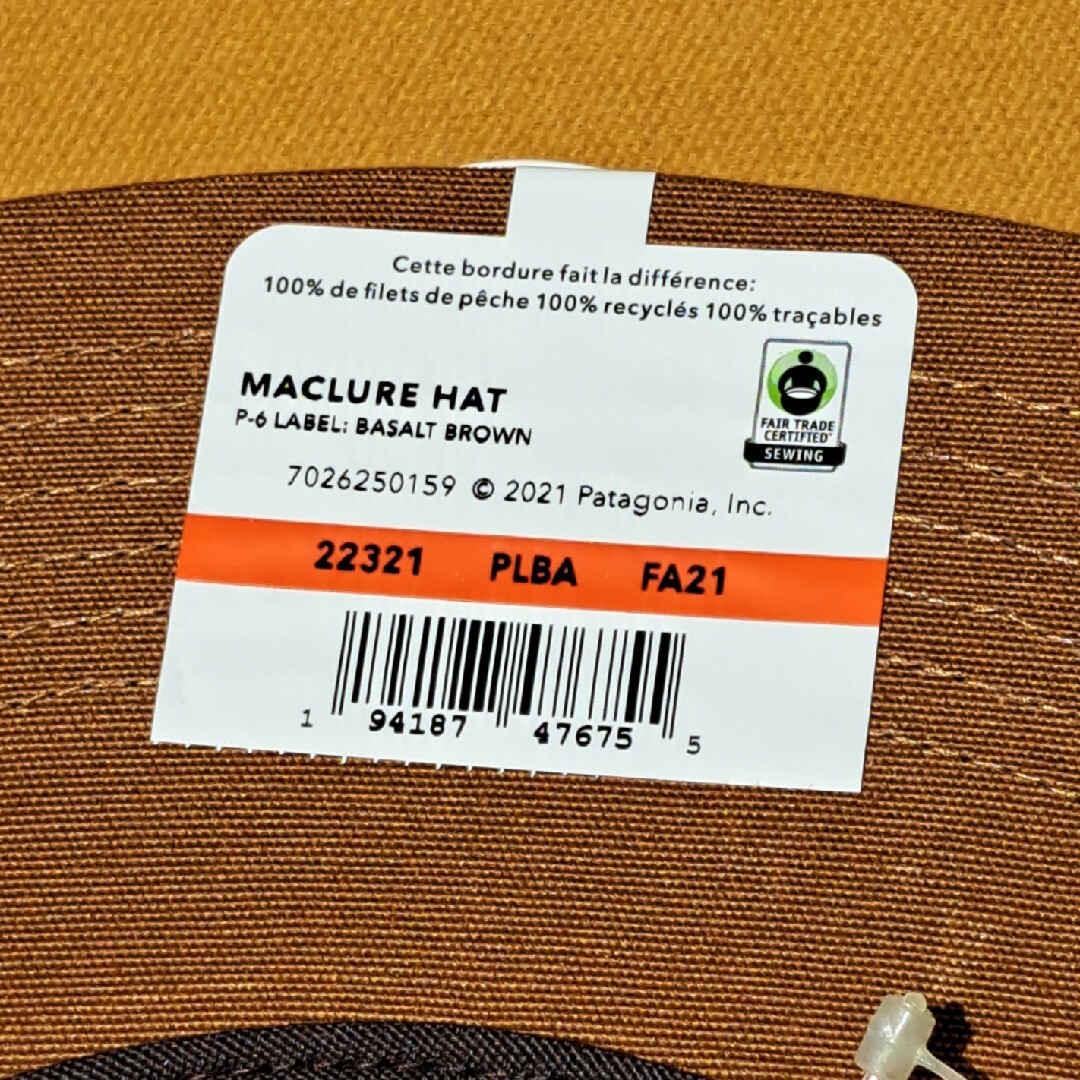 Cette bordure fait la différence:
100% de filets de pêche 100% recyclés 100% traçables
MACLURE HAT
P-6 LABEL: BASALT BROWN
FAIR TRADE
CERTIFIED
SEWING
7026250159 © 2021 Patagonia, Inc.
22321 PLBA FA21
1 94187 47675 5